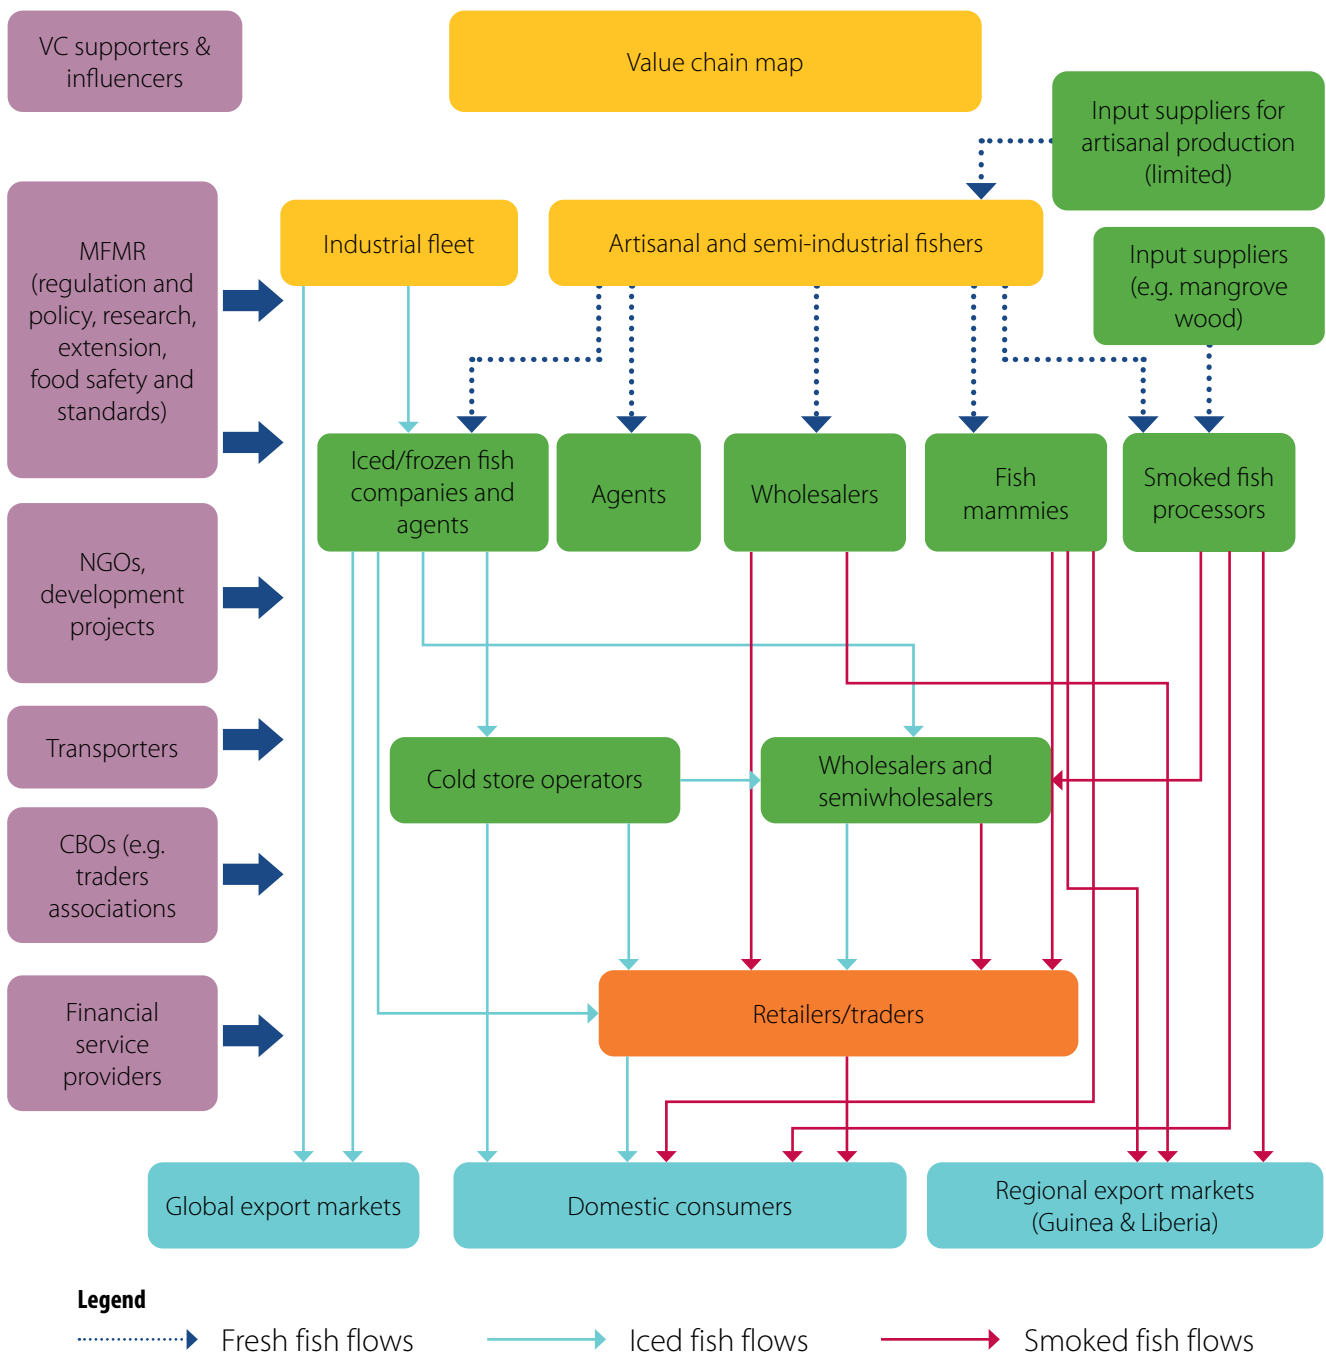 VC supporters &
influencers
Value chain map
Input suppliers for
artisanal production
(limited)
MFMR
(regulation and
policy, research,
extension,
food safety and
standards)
Industrial fleet
Artisanal and semi-industrial fishers
Input suppliers
(e.g. mangrove
wood)
Iced/frozen fish
companies and
agents
Agents
Wholesalers
Fish
mammies
Smoked fish
processors
NGOs,
development
projects
Transporters
Cold store operators
Wholesalers and
semiwholesalers
CBOs (e.g.
traders
associations
Financial
service
providers
Retailers/traders
Global export markets
Domestic consumers
Regional export markets
(Guinea & Liberia)
Legend
Fresh fish flows
Iced fish flows
Smoked fish flows